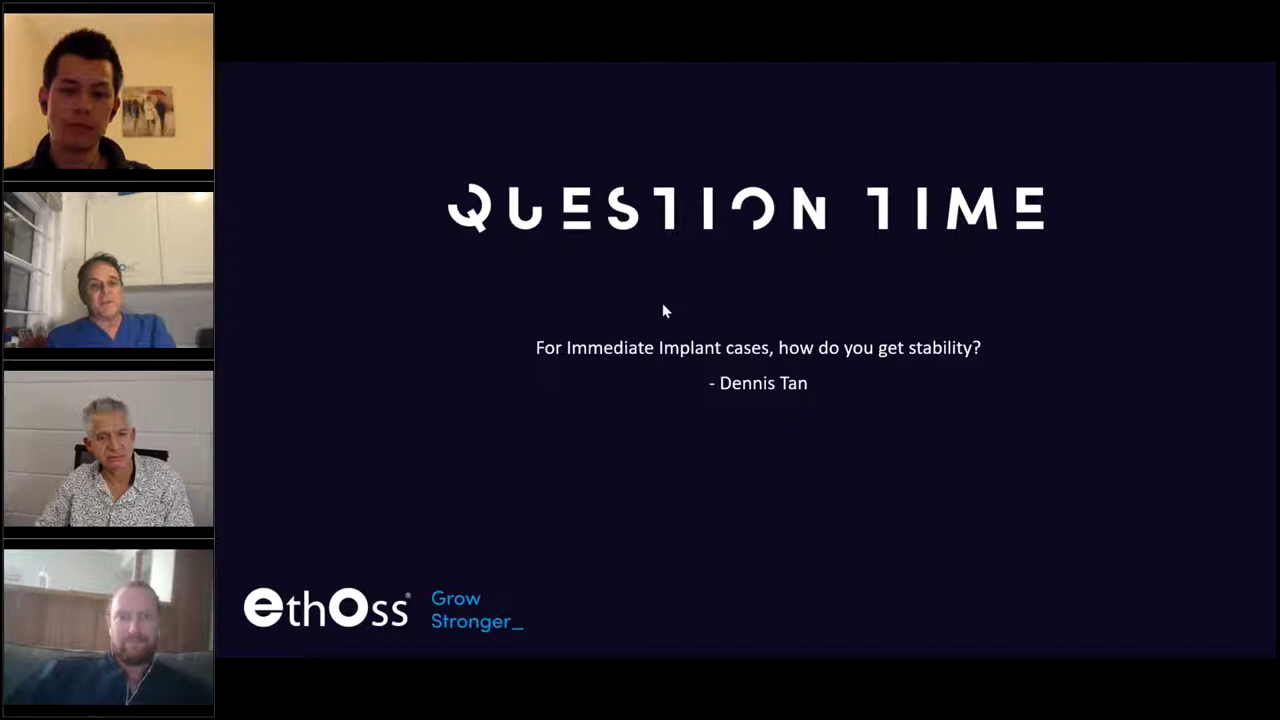 QUESTION TIME
For Immediate Implant cases, how do you get stability?
- Dennis Tan
ethOss® Grow
Stronger_